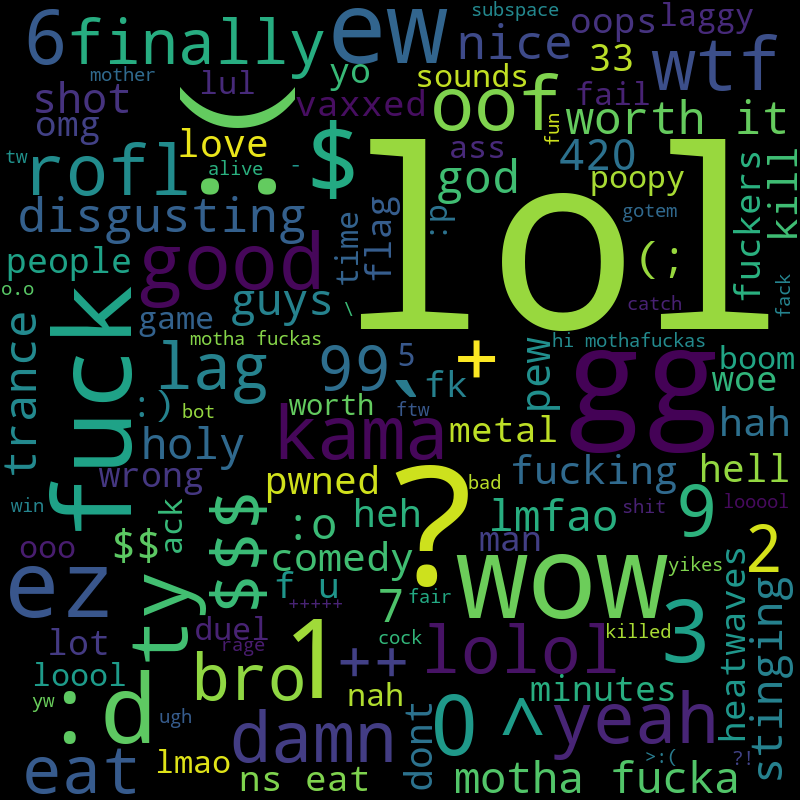 subspace
6
finally
ew
nice
oops
laggy
mother
lul
yo
sounds
33
wtf
shot
omg
vaxxed
oof
fail
fun
worth it
tw
rofl
love
. .
)
alive
-
$
ass
god
420
poopy
gotem
fuckers
kill
disgusting
good
time
flag
:p
lol
(;
people
o.o
game
guys
\
catch
fack
trance
fuck
motha fuckas
lag
99
5
+
hi mothafuckas
pew
gg
boom
woe
:)
bot
worth
`
fk
ftw
holy
kama
metal
hah
wrong
pwned
?
bad
fucking
hell
win
ack
$$$
:o
heh
lmfao
shit
9
looool
ooo
$$
comedy
man
2
ez
ty
f u
+++++
7
fair
wow
yikes
heatwaves
stinging
duel
rage
1
cock
lolol
killed
3
lot
loool
bro
++
nah
minutes
yw
:d
ugh
damn
dont
0
^
yeah
eat
lmao
ns eat
motha fucka
>:(
?!